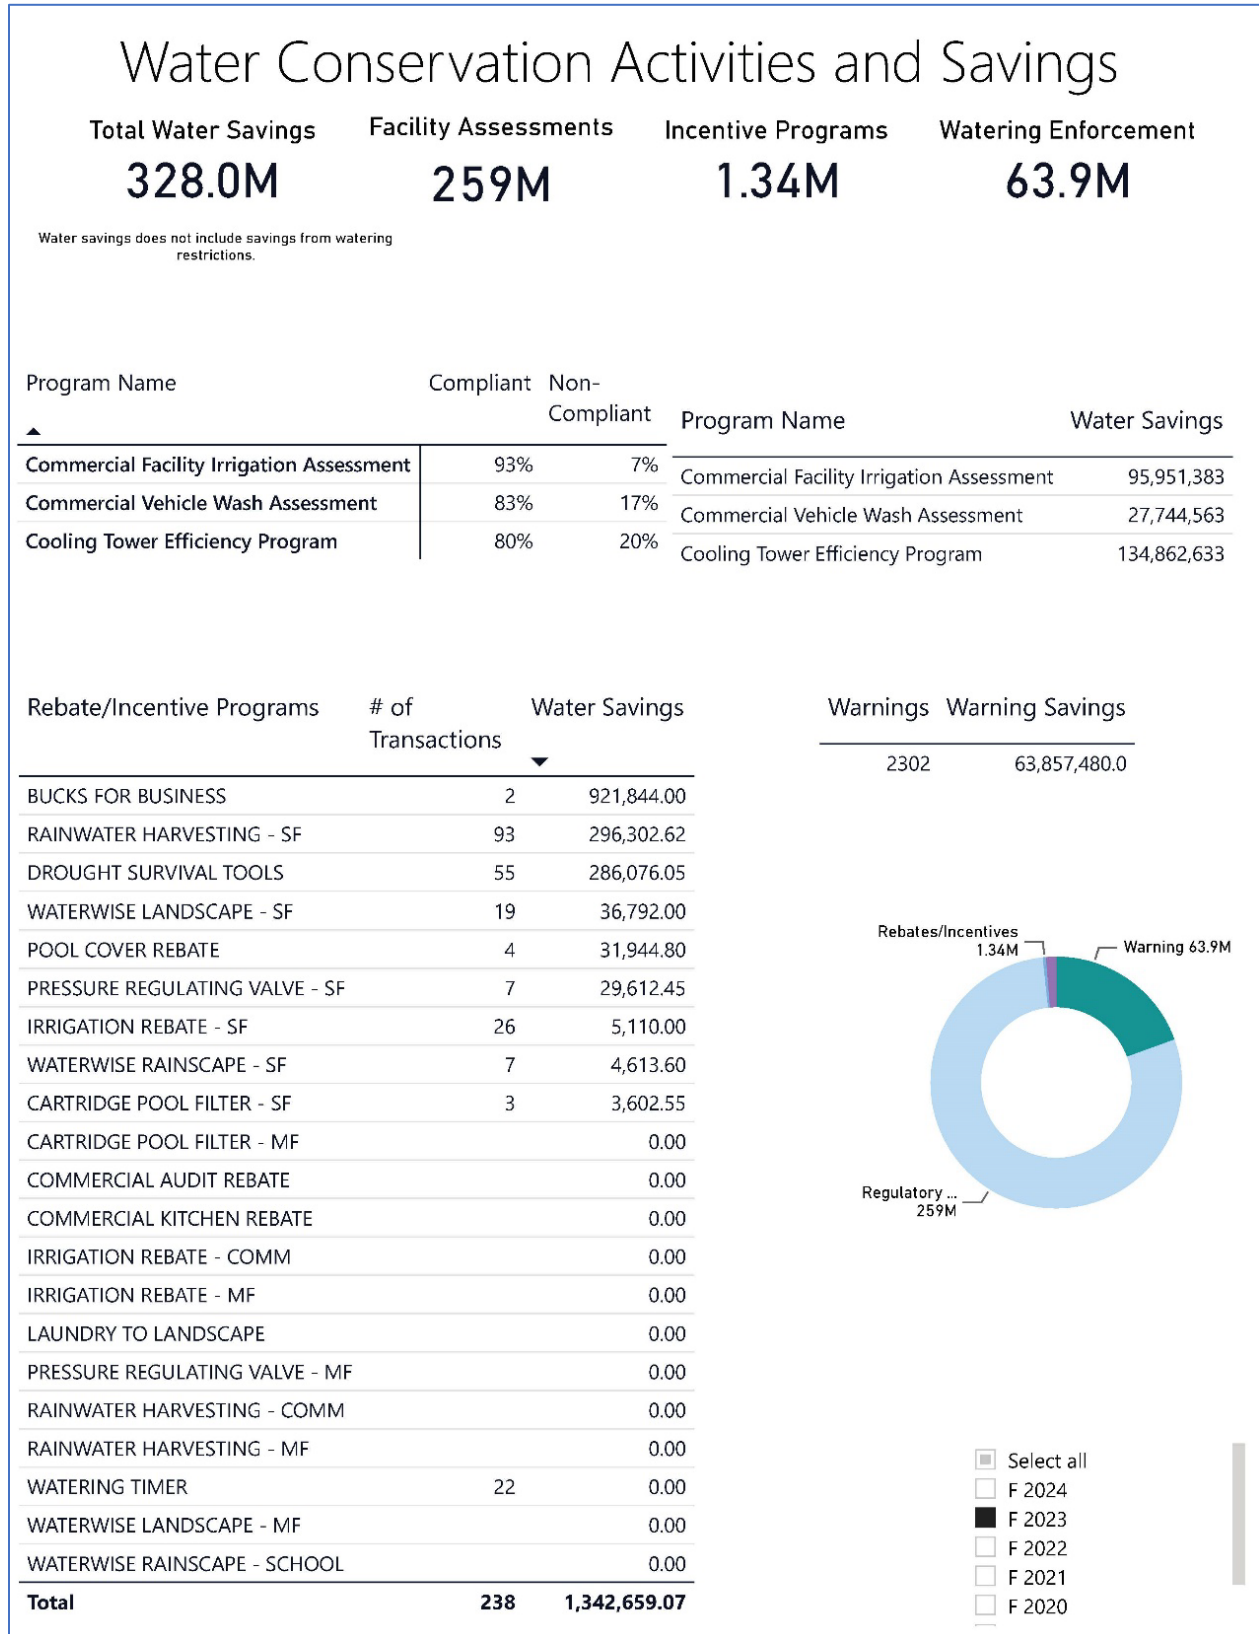 Water Conservation Activities and Savings
Total Water Savings
328.0M
Water savings does not include savings from watering
restrictions.
Facility Assessments
259M
Incentive Programs
1.34M
Watering Enforcement
63.9M
Program Name Compliant Non-
Compliant
Commercial Facility Irrigation Assessment 93% 7%
Commercial Vehicle Wash Assessment 83% 17%
Cooling Tower Efficiency Program 80% 20%
Program Name Water Savings
Commercial Facility Irrigation Assessment 95,951,383
Commercial Vehicle Wash Assessment 27,744,563
Cooling Tower Efficiency Program 134,862,633
Rebate/Incentive Programs # of Water Savings
Transactions
BUCKS FOR BUSINESS 2 921,844.00
RAINWATER HARVESTING - SF 93 296,302.62
DROUGHT SURVIVAL TOOLS 55 286,076.05
WATERWISE LANDSCAPE - SF 19 36,792.00
POOL COVER REBATE 4 31,944.80
PRESSURE REGULATING VALVE - SF 7 29,612.45
IRRIGATION REBATE - SF 26 5,110.00
WATERWISE RAINSCAPE - SF 7 4,613.60
CARTRIDGE POOL FILTER - SF 3 3,602.55
CARTRIDGE POOL FILTER - MF 0.00
COMMERCIAL AUDIT REBATE 0.00
COMMERCIAL KITCHEN REBATE 0.00
IRRIGATION REBATE - COMM 0.00
IRRIGATION REBATE - MF 0.00
LAUNDRY TO LANDSCAPE 0.00
PRESSURE REGULATING VALVE - MF 0.00
RAINWATER HARVESTING - COMM 0.00
RAINWATER HARVESTING - MF 0.00
WATERING TIMER 22 0.00
WATERWISE LANDSCAPE - MF 0.00
WATERWISE RAINSCAPE - SCHOOL 0.00
Total 238 1,342,659.07
Warnings Warning Savings
2302 63,857,480.0
Rebates/Incentives
1.34M
Warning 63.9M
Regulatory ...
259M
Select all
F 2024
F 2023
F 2022
F 2021
F 2020